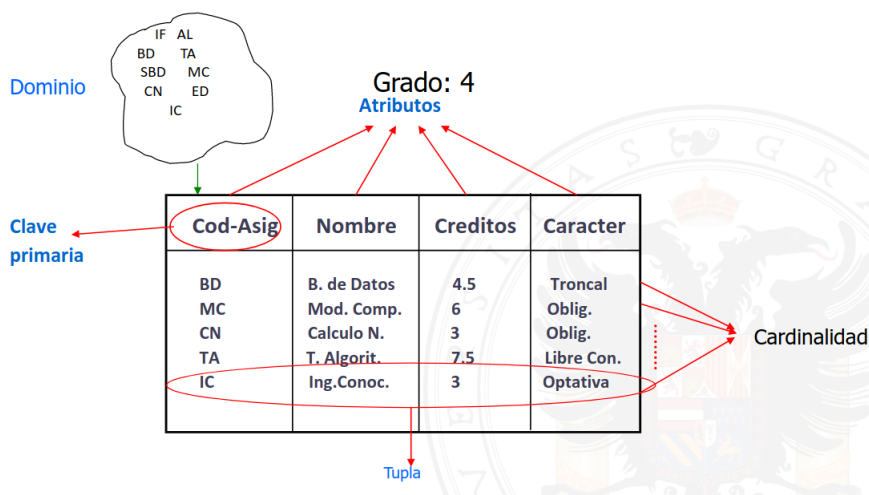 IF AL
BD TA
SBD MC
CN ED
IC
Dominio
Grado: 4
Atributos
Clave
primaria
Cod-Asig Nombre Creditos Caracter
BD B. de Datos 4.5 Troncal
MC Mod. Comp. 6 Oblig.
CN Calculo N. 3 Oblig.
TA T. Algorit. 7.5 Libre Con.
IC Ing.Conoc. 3 Optativa
Cardinalidad
Tupla